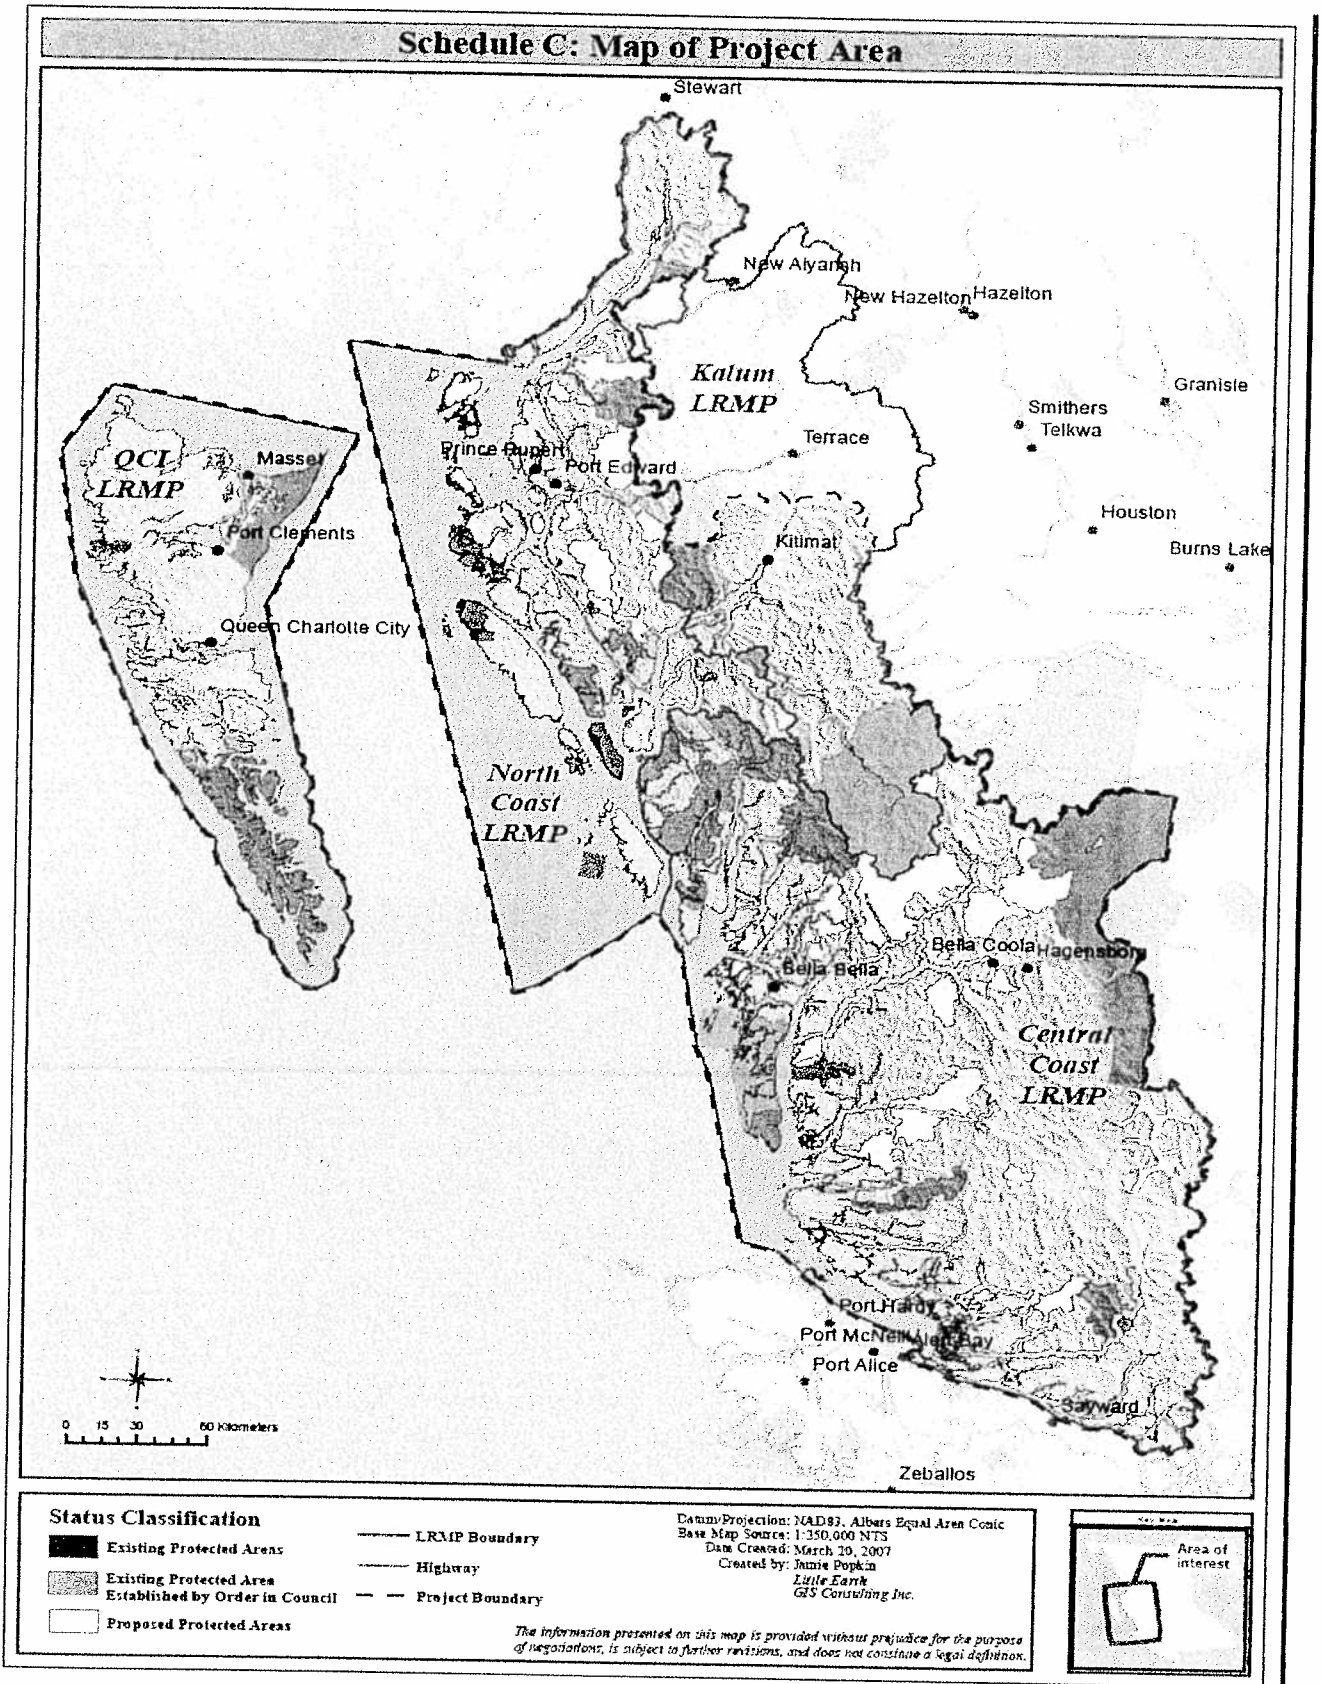 Schedule C: Map of Project Area
Stewart
New Aiyansh
New Hazelton
Hazelton
Kalum
LRMP
Granisle
Smithers
Telkwa
Terrace
QCI
LRMP
Masset
Prince Rupert
Port Edward
Port Clements
Houston
Kitimat
Burns Lake
Queen Charlotte City
North
Coast
LRMP
Bella Coola
Hagensborg
Bella Bella
Central
Coast
LRMP
Port Hardy
Port McNeill
Alert Bay
Port Alice
Sayward
Zeballos
0 15 30 60 Kilometers
Status Classification
Existing Protected Areas
Existing Protected Area
Established by Order in Council
Proposed Protected Areas
LRMP Boundary
Highway
Project Boundary
Datum/Projection: NAD83, Albers Equal Area Conic
Base Map Source: 1:250,000 NTS
Date Created: March 20, 2007
Created by: Jamie Popkin
Little Earth
GIS Consulting Inc.
The information presented on this map is provided without prejudice for the purpose
of negotiations, is subject to further revisions, and does not constitute a legal definition.
Key Map
Area of
interest